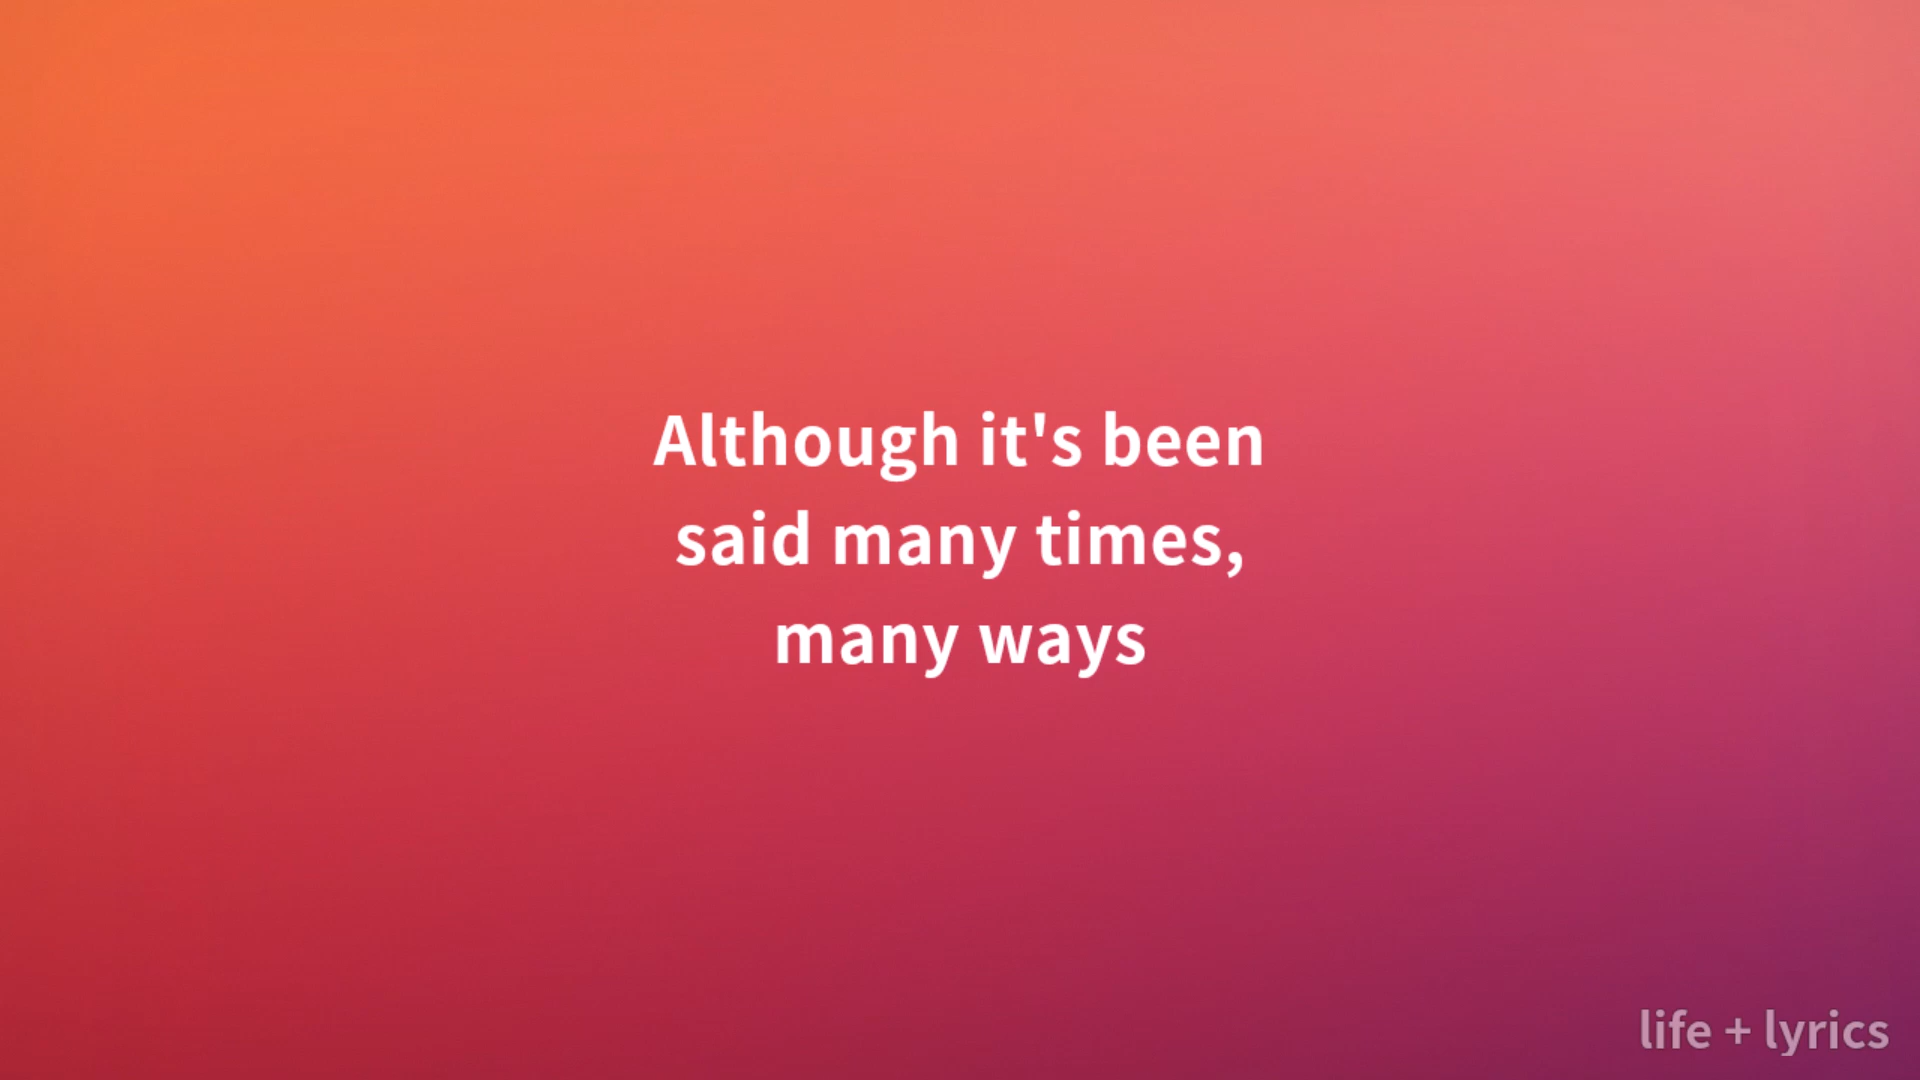 Although it's been
said many times,
many ways
life + lyrics